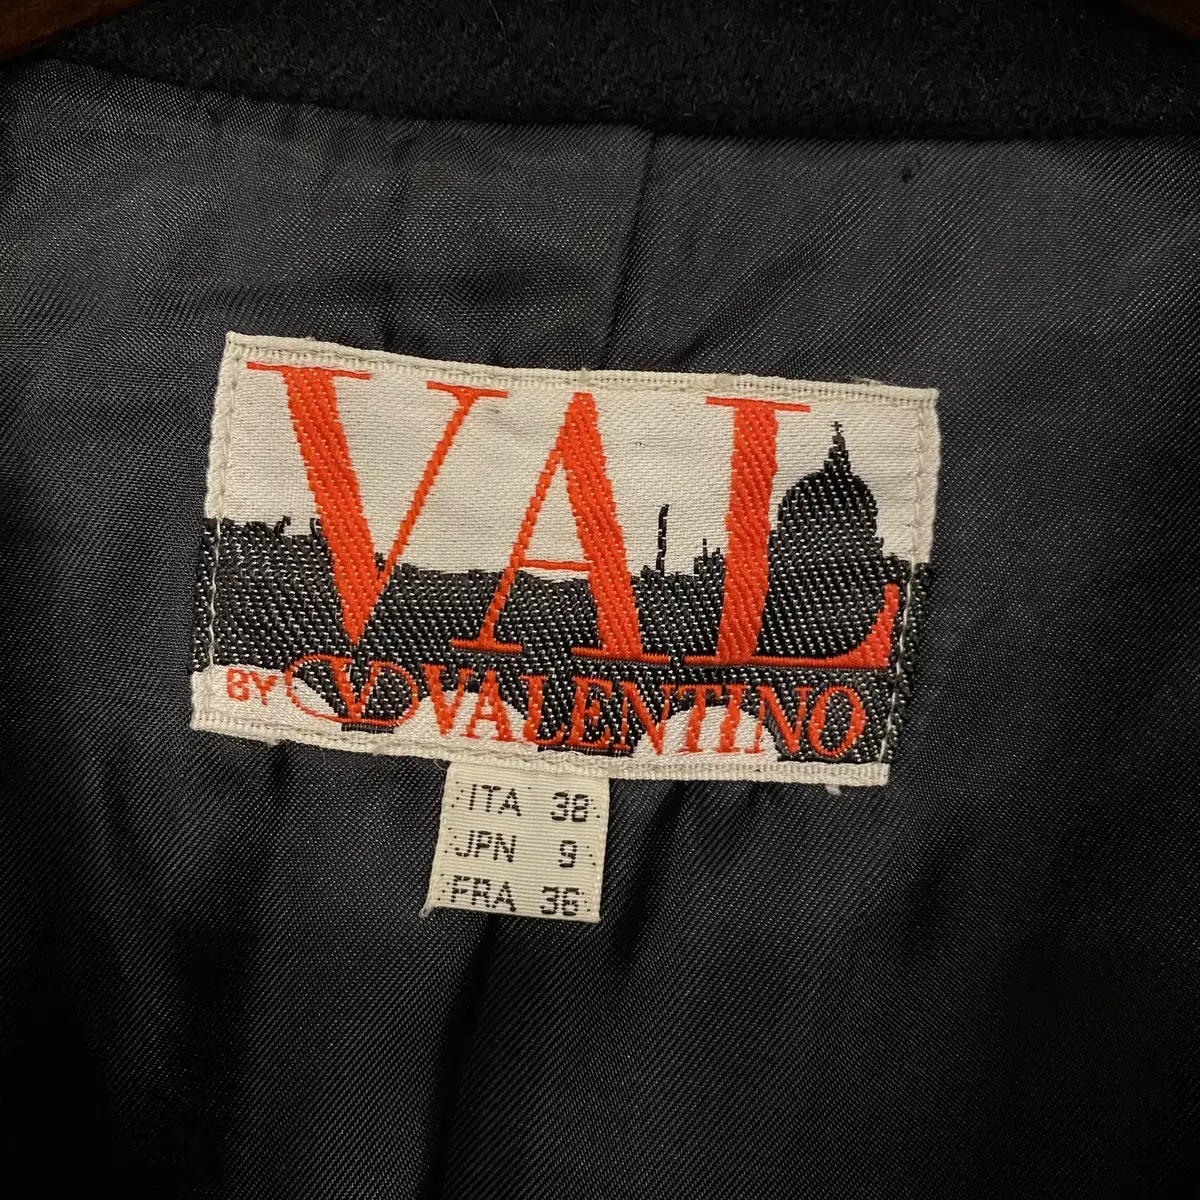 VAL
BY V VALENTINO
ITA 38
JPN 9
FRA 36